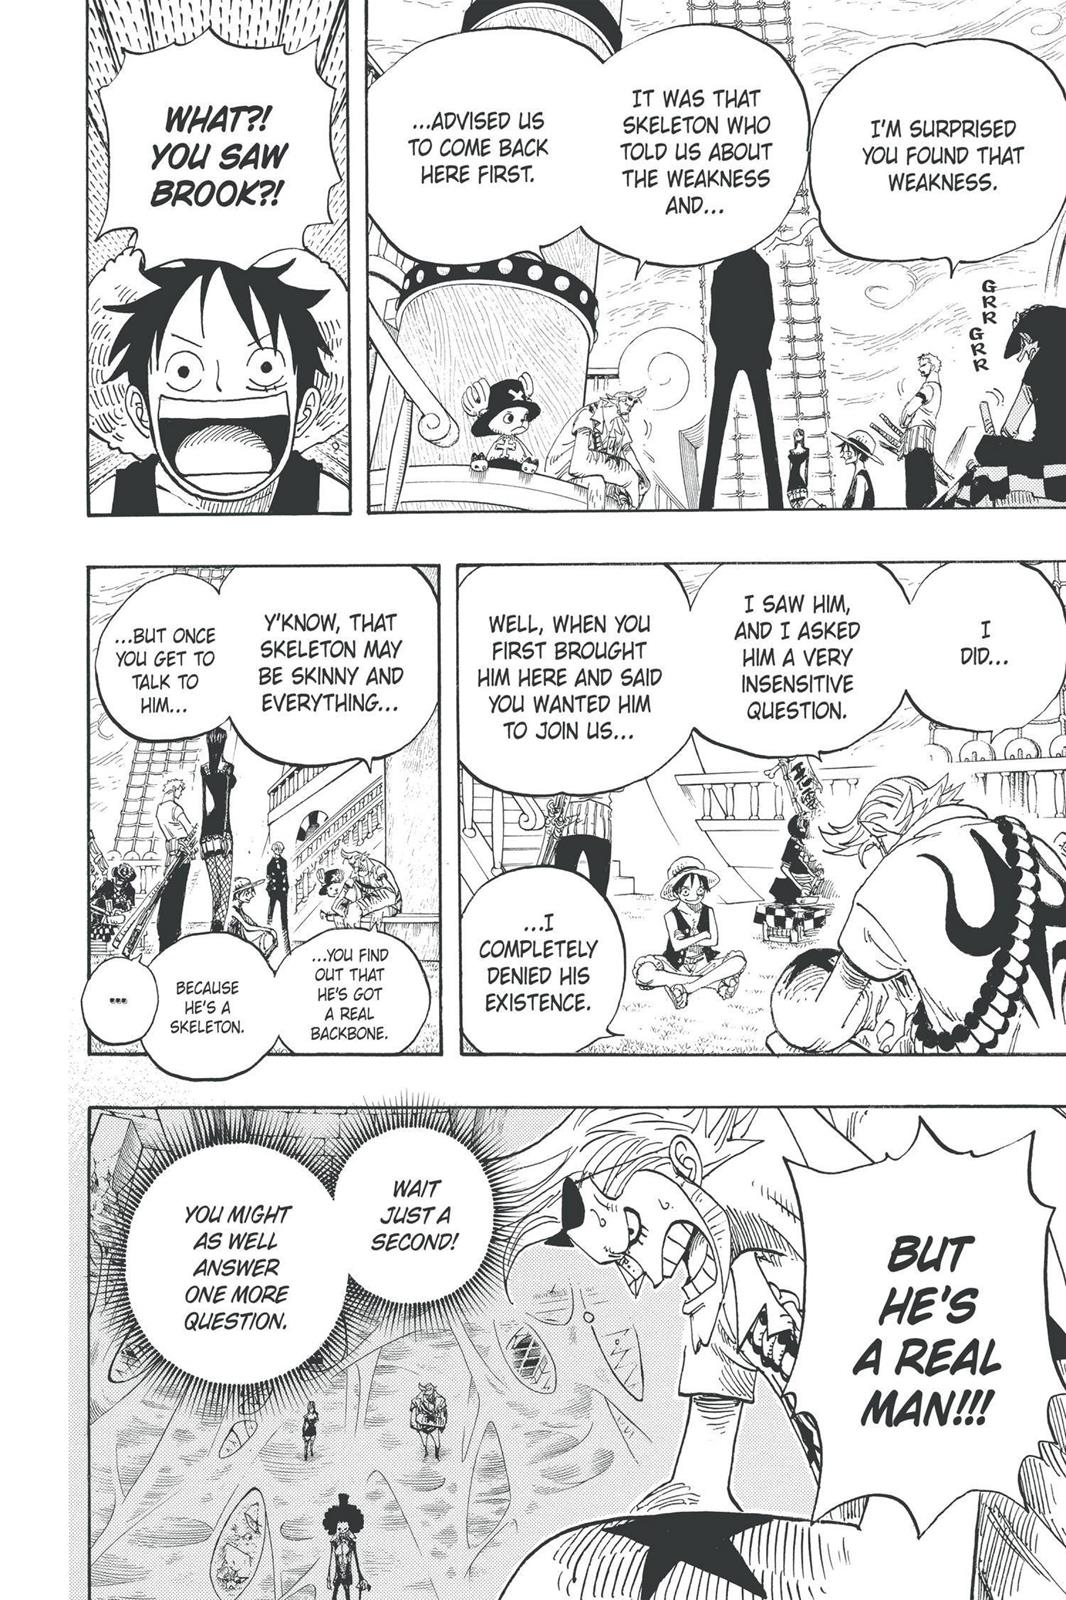 I'M SURPRISED
YOU FOUND THAT
WEAKNESS.
IT WAS THAT
SKELETON WHO
TOLD US ABOUT
THE WEAKNESS
AND...
...ADVISED US
TO COME BACK
HERE FIRST.
GRR
GRR
WHAT?!
YOU SAW
BROOK?!
I
DID...
I SAW HIM,
AND I ASKED
HIM A VERY
INSENSITIVE
QUESTION.
WELL, WHEN YOU
FIRST BROUGHT
HIM HERE AND SAID
YOU WANTED HIM
TO JOIN US...
...I
COMPLETELY
DENIED HIS
EXISTENCE.
Y'KNOW, THAT
SKELETON MAY
BE SKINNY AND
EVERYTHING...
...BUT ONCE
YOU GET TO
TALK TO
HIM...
...YOU FIND
OUT THAT
HE'S GOT
A REAL
BACKBONE.
BECAUSE
HE'S A
SKELETON.
...
BUT
HE'S
A REAL
MAN!!!
WAIT
JUST A
SECOND!
YOU MIGHT
AS WELL
ANSWER
ONE MORE
QUESTION.